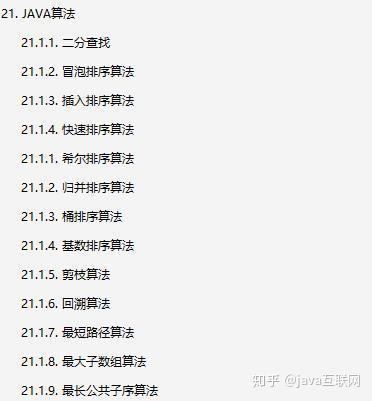 21. JAVA算法
21.1.1. 二分查找
21.1.2. 冒泡排序算法
21.1.3. 插入排序算法
21.1.4. 快速排序算法
21.1.1. 希尔排序算法
21.1.2. 归并排序算法
21.1.3. 桶排序算法
21.1.4. 基数排序算法
21.1.5. 剪枝算法
21.1.6. 回溯算法
21.1.7. 最短路径算法
21.1.8. 最大子数组算法
21.1.9. 最长公共子序算法
知乎 @java互联网